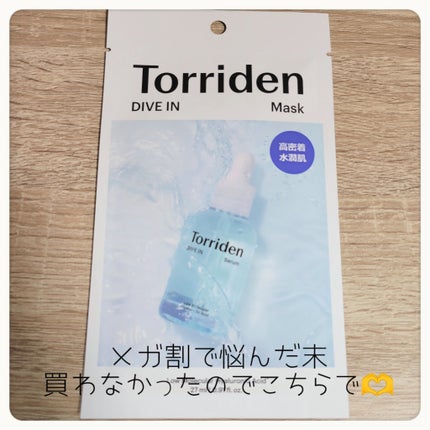 Torriden
DIVE IN Mask
高密着
水潤肌
Torriden
DIVE IN Serum
メガ割で悩んだ末
買わなかったのでこちらで🫶